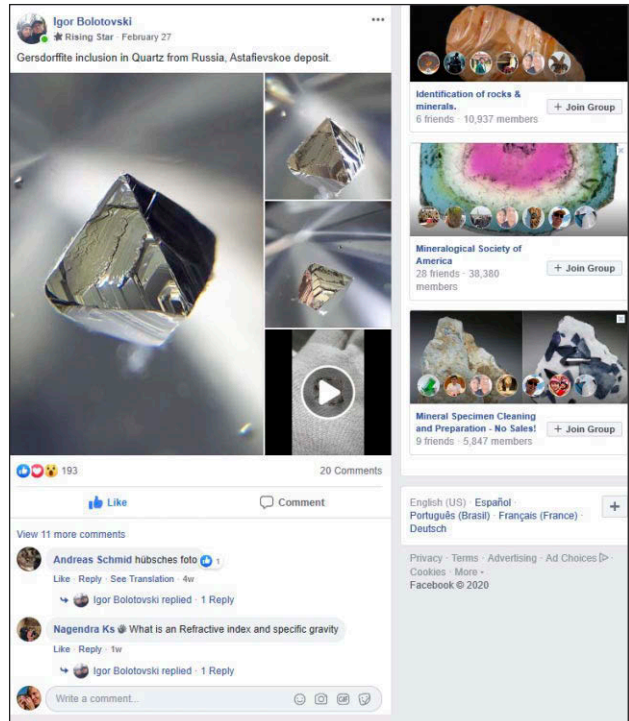 Igor Bolotovski
Rising Star · February 27
Gersdorffite inclusion in Quartz from Russia, Astafievskoe deposit.
193
20 Comments
Like
Comment
View 11 more comments
Andreas Schmid hübsches foto 1
Like · Reply · See Translation · 4w
Igor Bolotovski replied · 1 Reply
Nagendra Ks What is an Refractive index and specific gravity
Like · Reply · 1w
Igor Bolotovski replied · 1 Reply
Write a comment...
GIF
Identification of rocks &
minerals.
6 friends · 10,937 members
+ Join Group
Mineralogical Society of
America
28 friends · 38,380
members
+ Join Group
Mineral Specimen Cleaning
and Preparation - No Sales!
9 friends · 5,847 members
+ Join Group
English (US) · Español ·
Português (Brasil) · Français (France) ·
Deutsch
Privacy · Terms · Advertising · Ad Choices ·
Cookies · More
Facebook © 2020